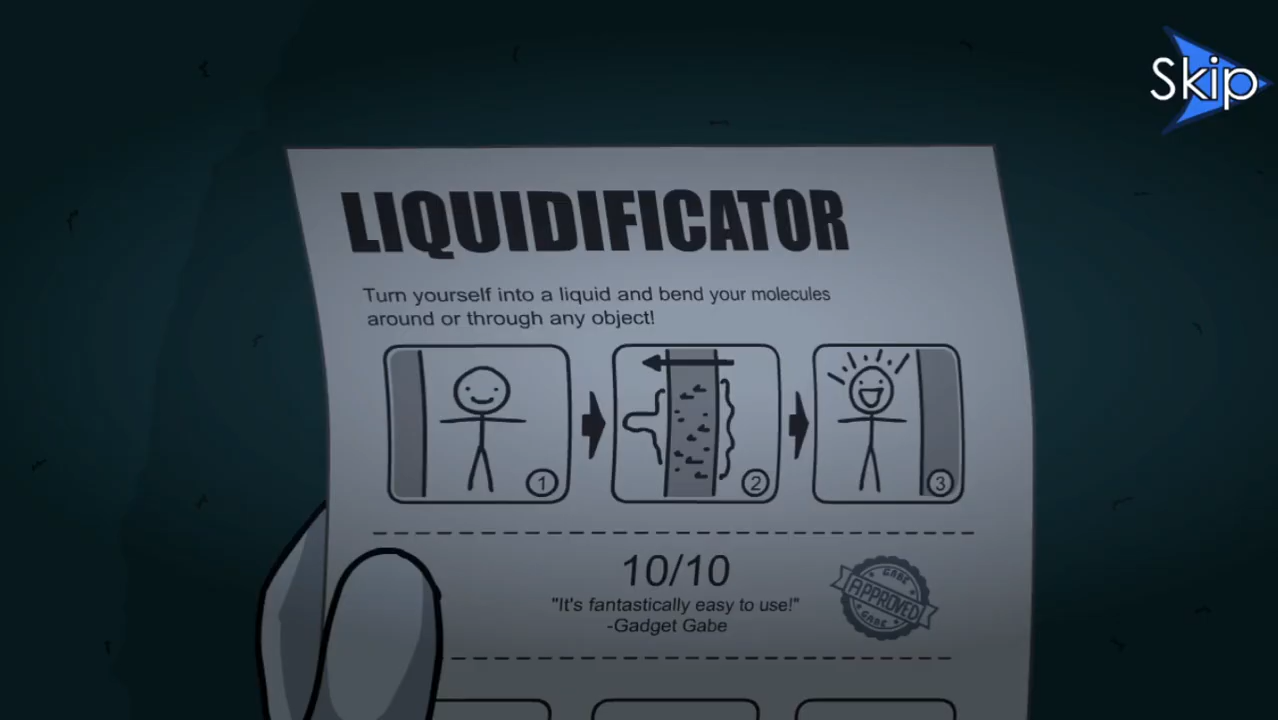 Skip
LIQUIDIFICATOR
Turn yourself into a liquid and bend your molecules
around or through any object!
1
2
3
10/10
"It's fantastically easy to use!"
-Gadget Gabe
GABE
APPROVED
GABE